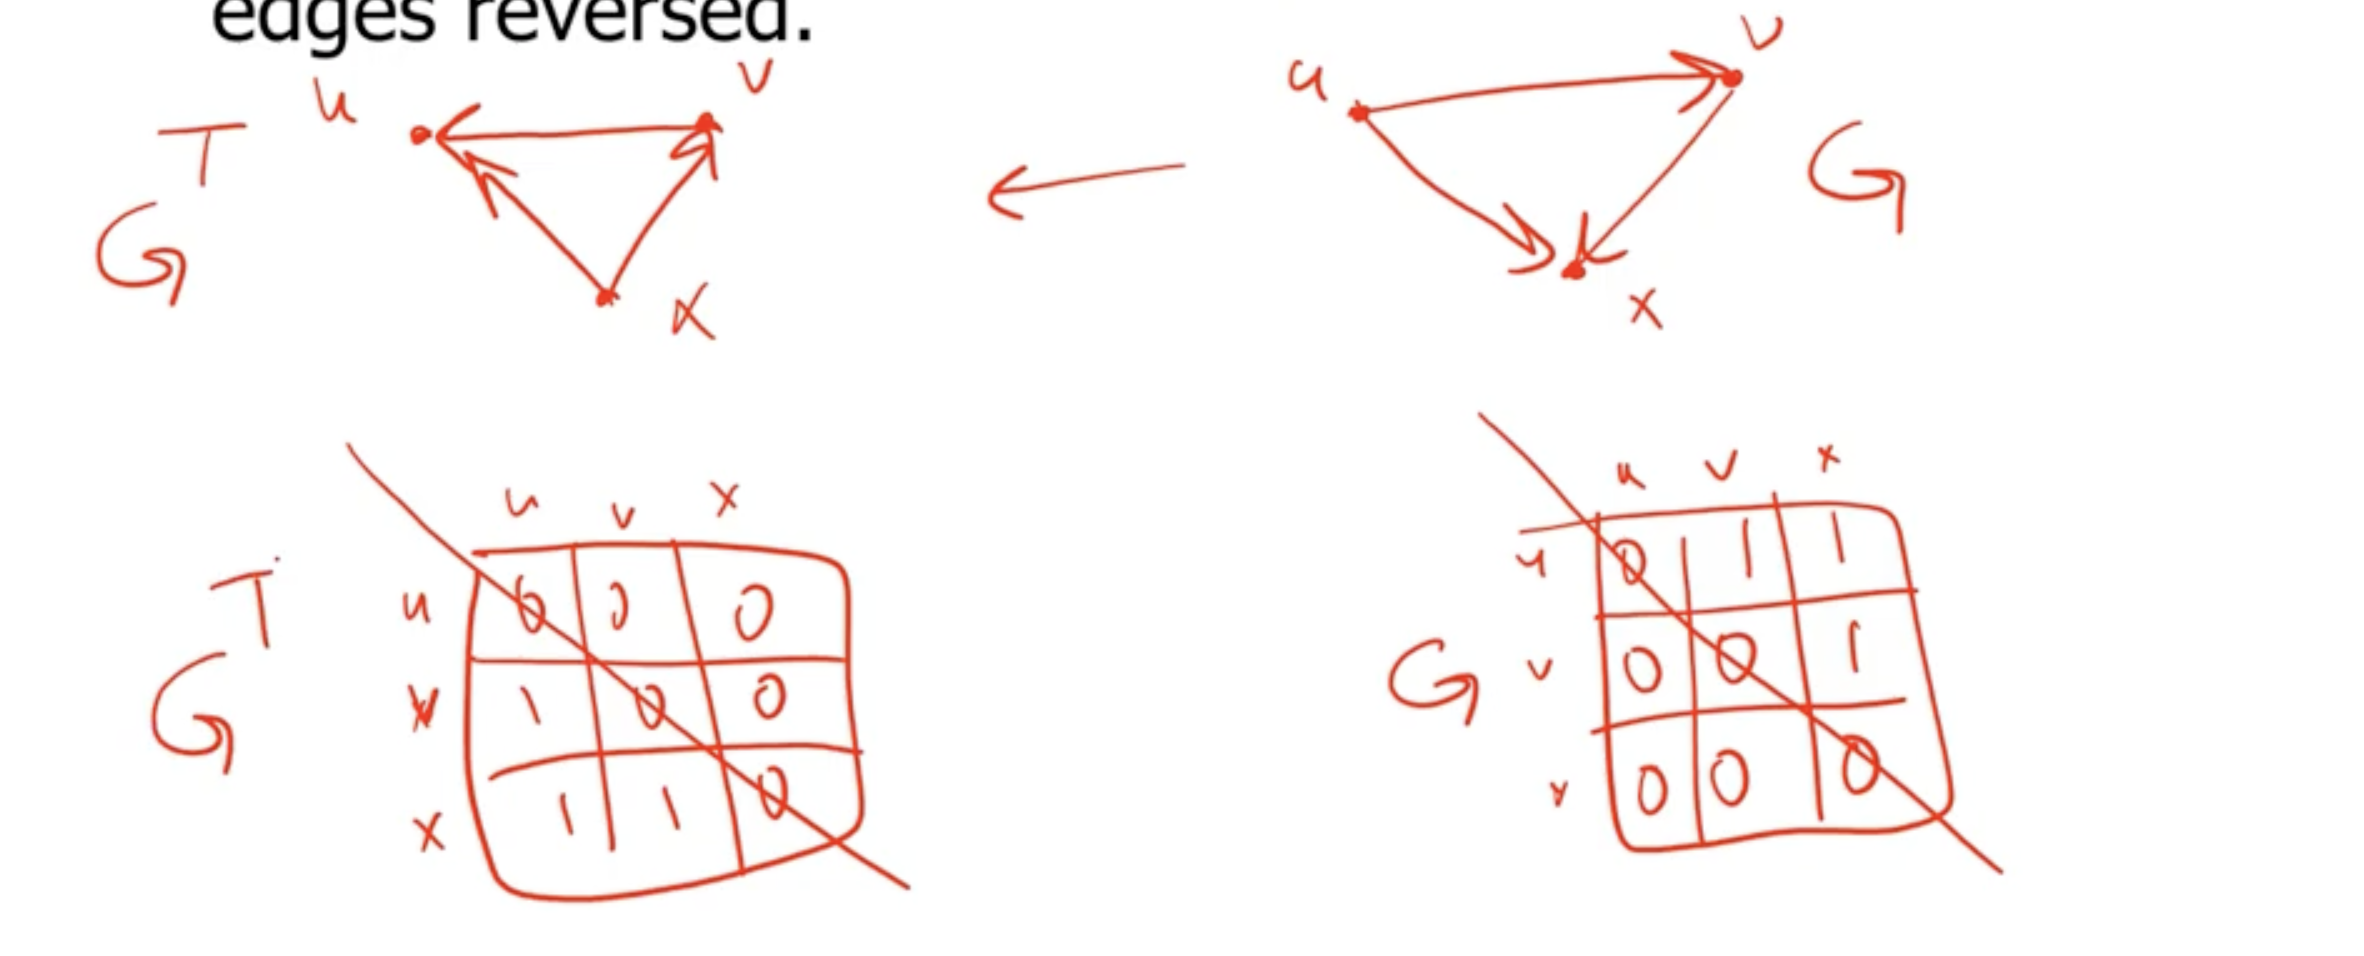 edges reversed.
u v
G T
x
u v
G
x
u v x
G T
u 0 0 0
v 1 0 0
x 1 1 0
u v x
G
u 0 1 1
v 0 0 1
x 0 0 0